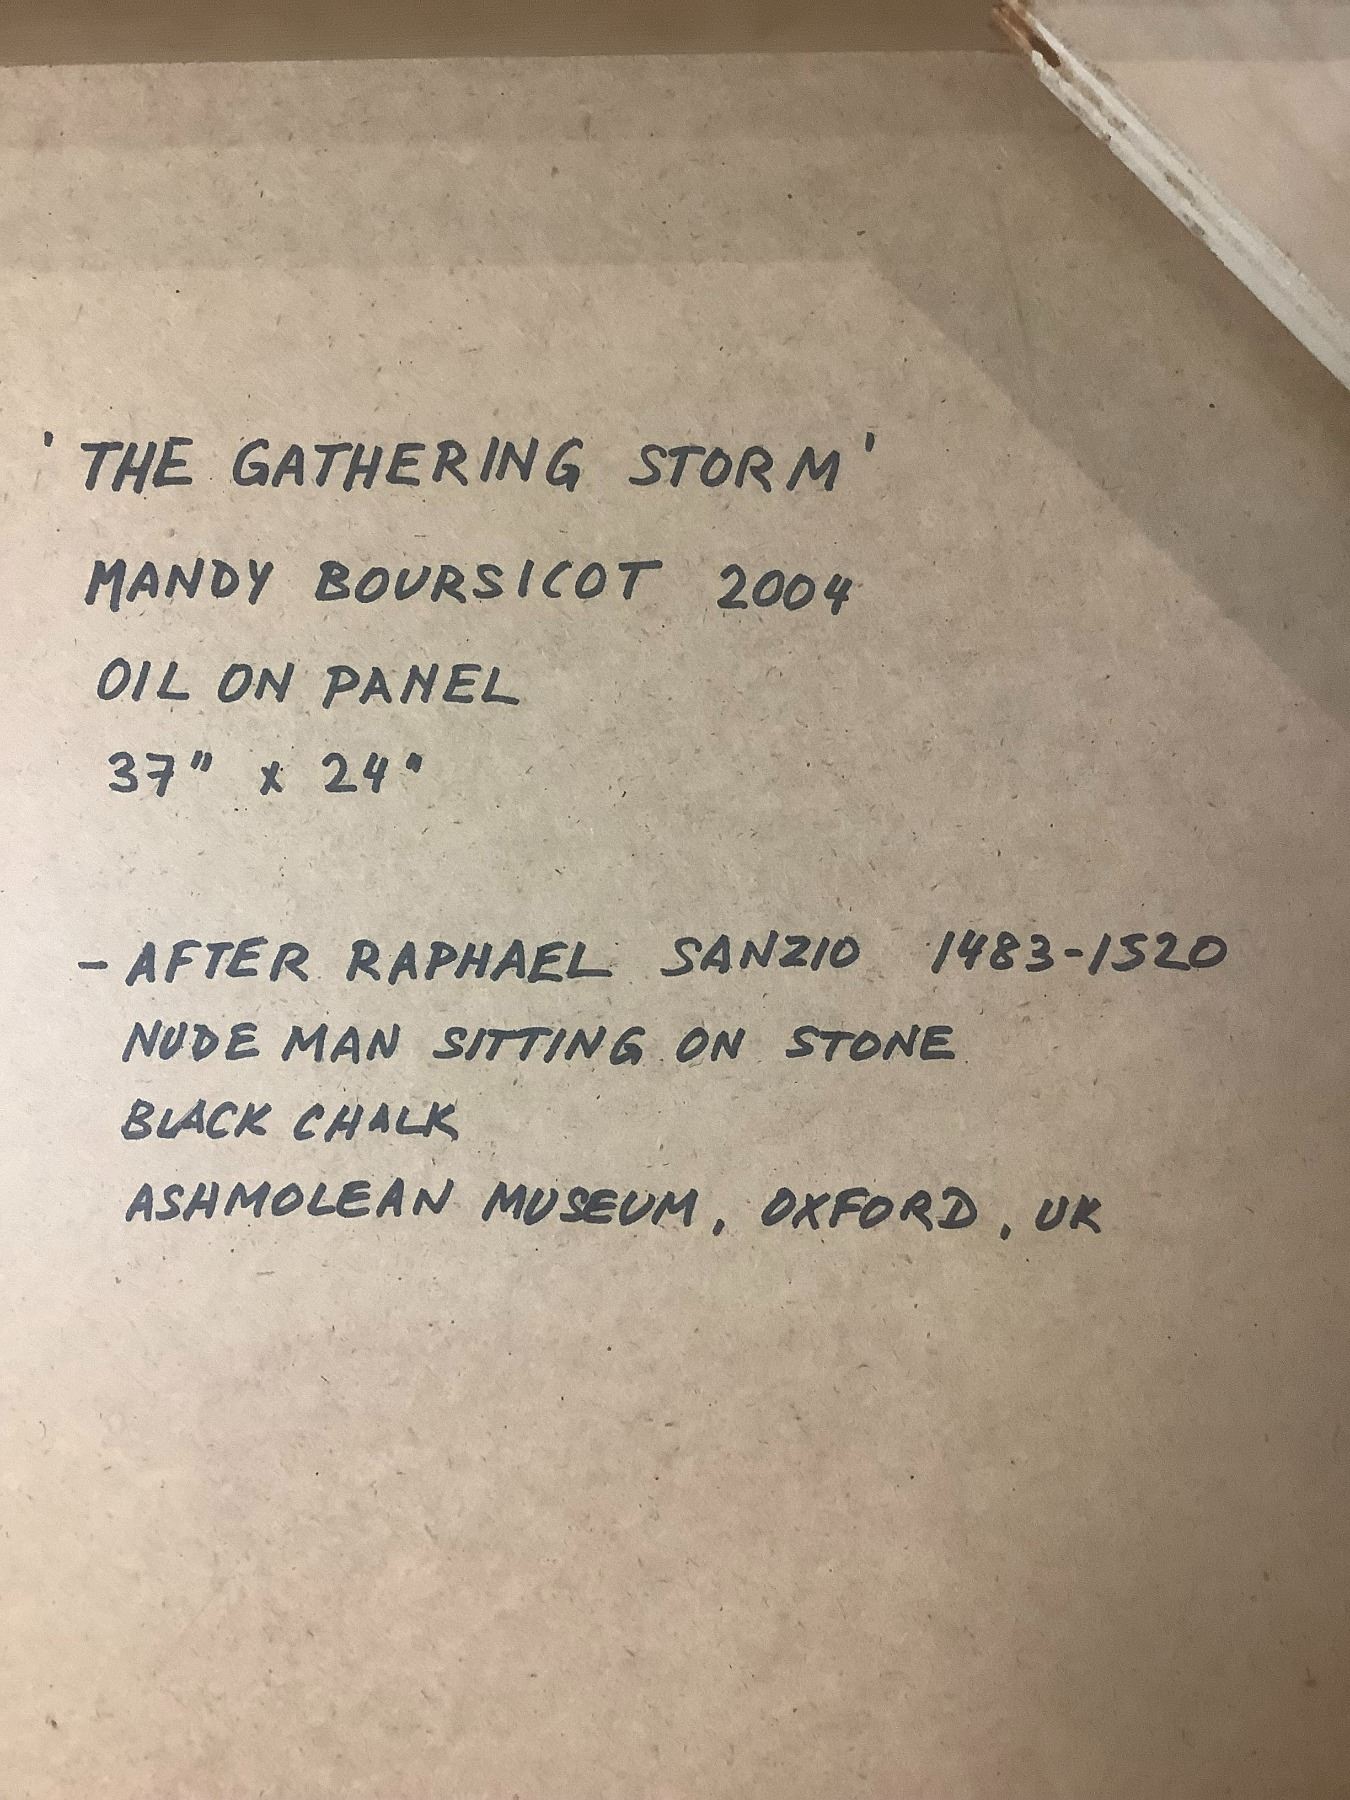 'THE GATHERING STORM'
MANDY BOURSICOT 2004
OIL ON PANEL
37" x 24"
- AFTER RAPHAEL SANZIO 1483-1520
NUDE MAN SITTING ON STONE
BLACK CHALK
ASHMOLEAN MUSEUM, OXFORD, UK